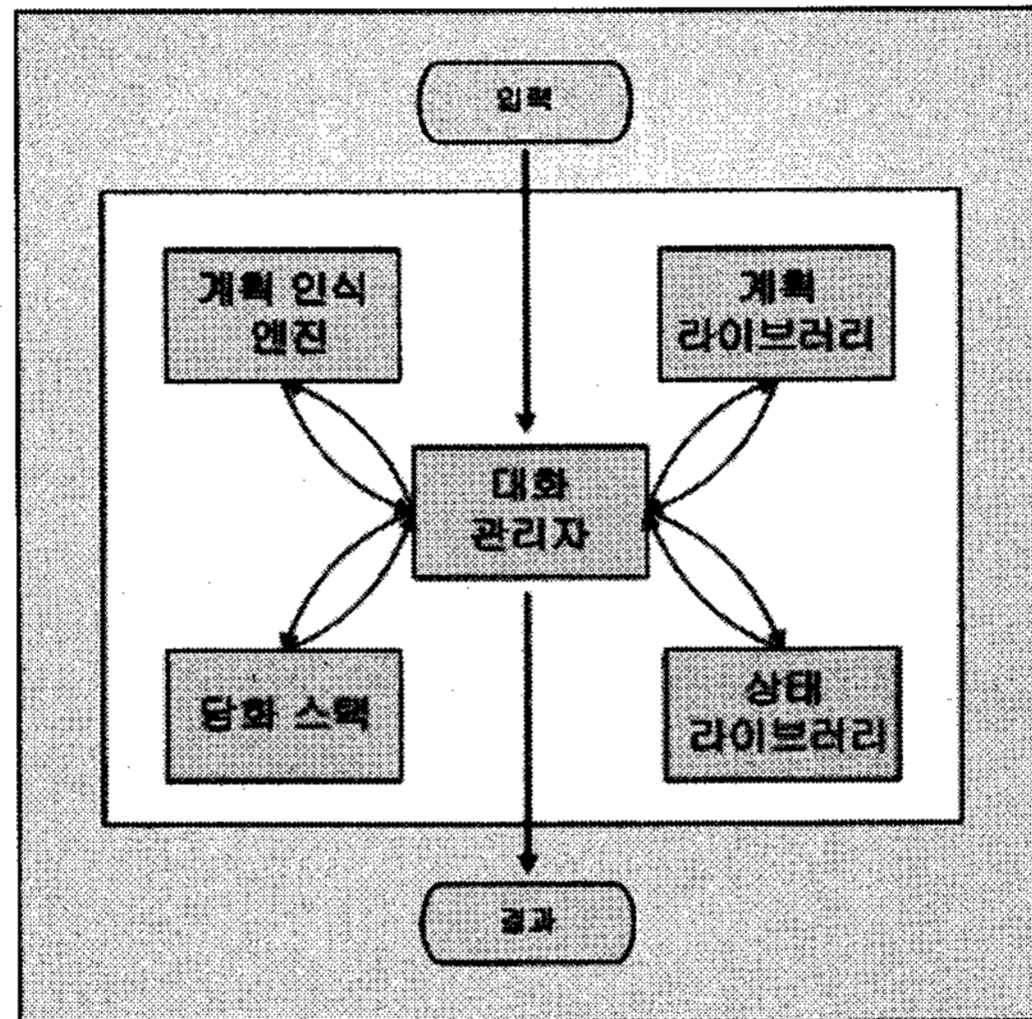 입력
계획 인식
엔진
계획
라이브러리
대화
관리자
담화 스택
상태
라이브러리
결과